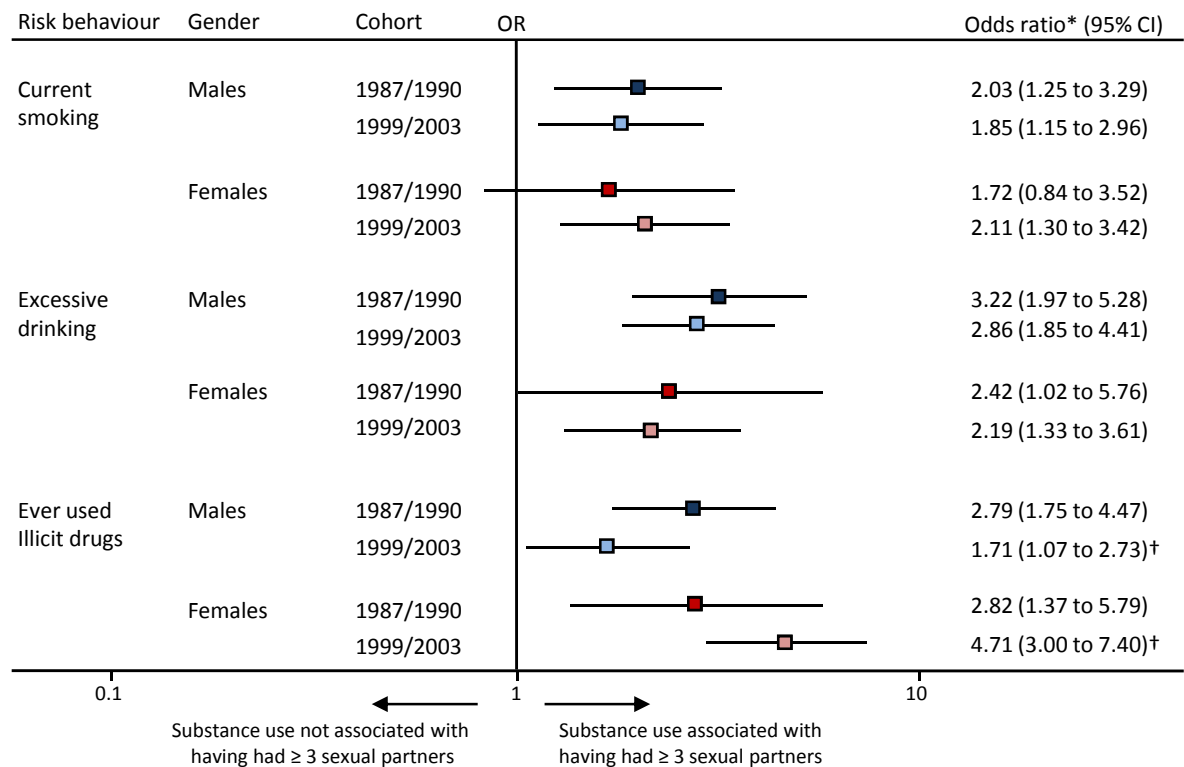 Risk behaviour Gender Cohort OR Odds ratio* (95% CI)
Current Males 1987/1990 2.03 (1.25 to 3.29)
smoking 1999/2003 1.85 (1.15 to 2.96)
Females 1987/1990 1.72 (0.84 to 3.52)
1999/2003 2.11 (1.30 to 3.42)
Excessive Males 1987/1990 3.22 (1.97 to 5.28)
drinking 1999/2003 2.86 (1.85 to 4.41)
Females 1987/1990 2.42 (1.02 to 5.76)
1999/2003 2.19 (1.33 to 3.61)
Ever used Males 1987/1990 2.79 (1.75 to 4.47)
Illicit drugs 1999/2003 1.71 (1.07 to 2.73)†
Females 1987/1990 2.82 (1.37 to 5.79)
1999/2003 4.71 (3.00 to 7.40)†
0.1 1 10
Substance use not associated with
having had ≥ 3 sexual partners
Substance use associated with
having had ≥ 3 sexual partners